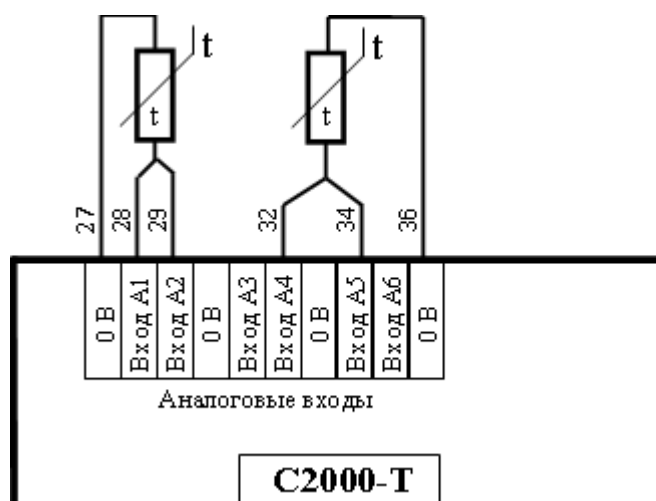 t t
t t
27 28 29 32 34 36
0 В Вход А1 Вход А2 0 В Вход А3 Вход А4 0 В Вход А5 Вход А6 0 В
Аналоговые входы
С2000-Т